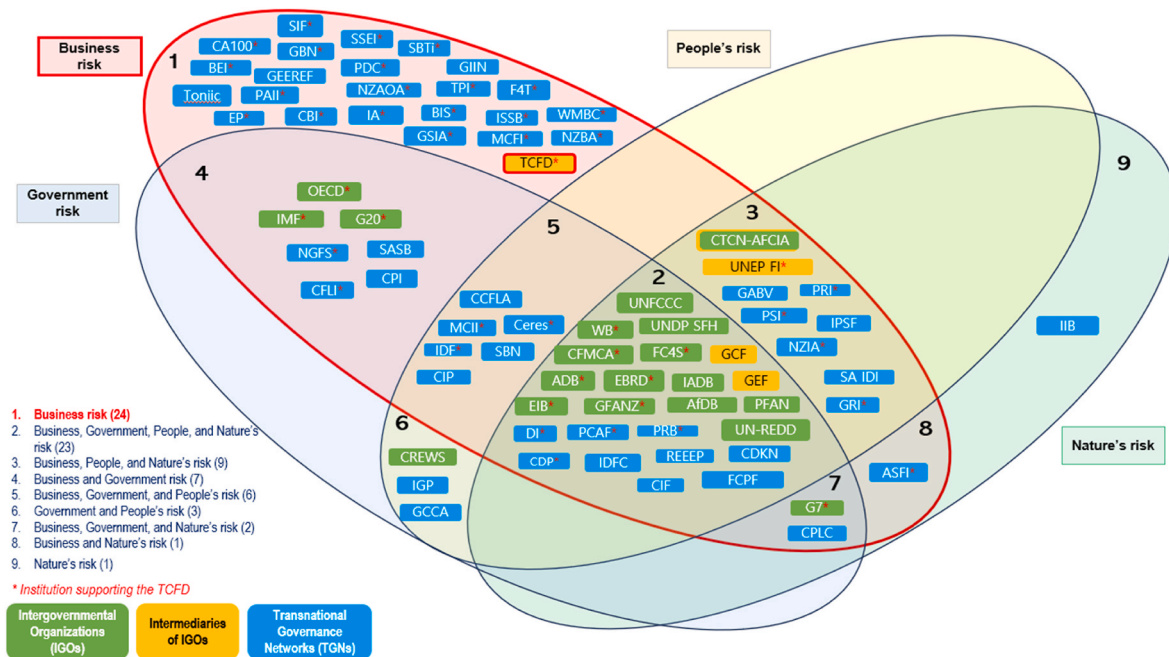 Business
risk
1
SIF*
CA100*
GBN*
SSEI*
SBTi*
BEI*
GEEREF
PDC*
GIIN
Toniic
PAII*
NZAOA*
TPI*
F4T*
EP*
CBI*
IA*
BIS*
ISSB*
WMBC*
GSIA*
MCFI*
NZBA*
TCFD*
People's risk
9
Government
risk
4
OECD*
IMF*
G20*
NGFS*
SASB
CFLI*
CPI
5
CCFLA
MCII*
Ceres*
IDF*
SBN
CIP
3
CTCN-AFCIA
UNEP FI*
GABV
PRI*
PSI*
IPSF
NZIA*
SA IDI
GRI*
2
UNFCCC
WB*
UNDP SFH
CFMCA*
FC4S*
GCF
ADB*
EBRD*
IADB
GEF
EIB*
GFANZ*
AfDB
PFAN
DI*
PCAF*
PRB*
UN-REDD
CDP*
IDFC
REEEP
CDKN
CIF
FCPF
IIB
Nature's risk
6
CREWS
IGP
GCCA
8
ASFI*
7
G7*
CPLC
1. Business risk (24)
2. Business, Government, People, and Nature's
risk (23)
3. Business, People, and Nature's risk (9)
4. Business and Government risk (7)
5. Business, Government, and People's risk (6)
6. Government and People's risk (3)
7. Business, Government, and Nature's risk (2)
8. Business and Nature's risk (1)
9. Nature's risk (1)
* Institution supporting the TCFD
Intergovernmental
Organizations
(IGOs)
Intermediaries
of IGOs
Transnational
Governance
Networks (TGNs)